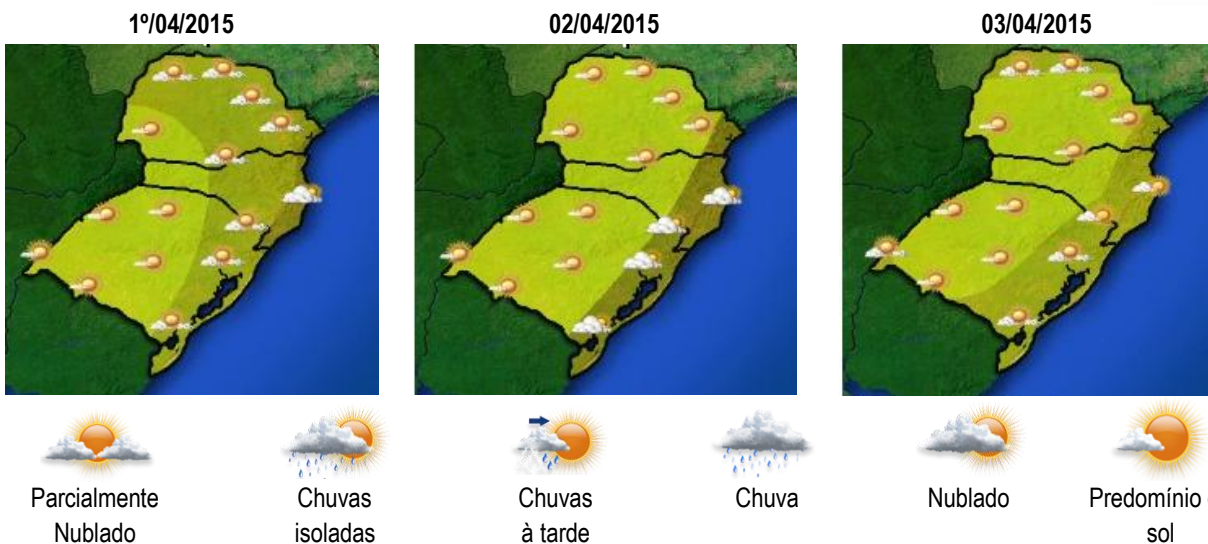 1º/04/2015 02/04/2015 03/04/2015
Parcialmente Chuvas Chuvas Chuva Nublado Predomínio
Nublado isoladas à tarde sol